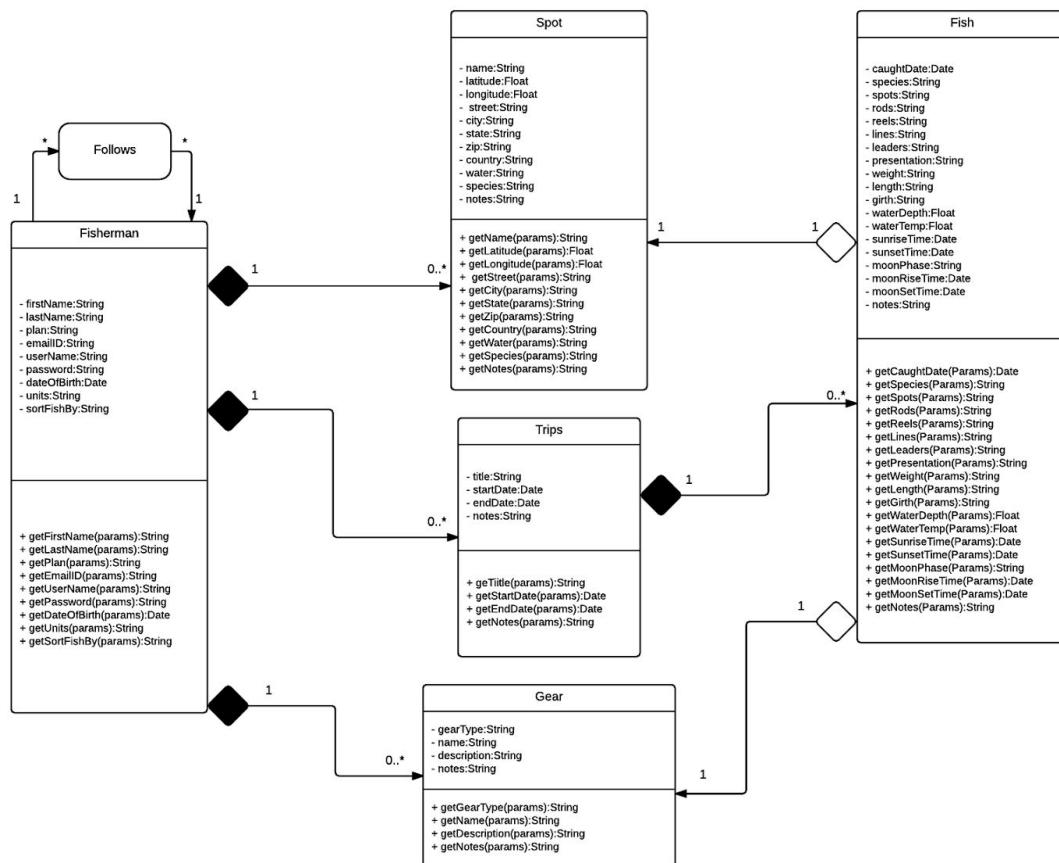 Follows
*
*
1
1
Fisherman
- firstName:String
- lastName:String
- plan:String
- emailID:String
- userName:String
- password:String
- dateOfBirth:Date
- units:String
- sortFishBy:String
+ getFirstName(params):String
+ getLastName(params):String
+ getPlan(params):String
+ getEmailID(params):String
+ getUserName(params):String
+ getPassword(params):String
+ getDateOfBirth(params):Date
+ getUnits(params):String
+ getSortFishBy(params):String
1
0..*
1
0..*
1
0..*
Spot
- name:String
- latitude:Float
- longitude:Float
- street:String
- city:String
- state:String
- zip:String
- country:String
- water:String
- species:String
- notes:String
+ getName(params):String
+ getLatitude(params):Float
+ getLongitude(params):Float
+ getStreet(params):String
+ getCity(params):String
+ getState(params):String
+ getZip(params):String
+ getCountry(params):String
+ getWater(params):String
+ getSpecies(params):String
+ getNotes(params):String
1
1
Trips
- title:String
- startDate:Date
- endDate:Date
- notes:String
+ geTiitle(params):String
+ getStartDate(params):Date
+ getEndDate(params):Date
+ getNotes(params):String
1
0..*
Gear
- gearType:String
- name:String
- description:String
- notes:String
+ getGearType(params):String
+ getName(params):String
+ getDescription(params):String
+ getNotes(params):String
1
1
Fish
- caughtDate:Date
- species:String
- spots:String
- rods:String
- reels:String
- lines:String
- leaders:String
- presentation:String
- weight:String
- length:String
- girth:String
- waterDepth:Float
- waterTemp:Float
- sunriseTime:Date
- sunsetTime:Date
- moonPhase:String
- moonRiseTime:Date
- moonSetTime:Date
- notes:String
+ getCaughtDate(Params):Date
+ getSpecies(Params):String
+ getSpots(Params):String
+ getRods(Params):String
+ getReels(Params):String
+ getLines(Params):String
+ getLeaders(Params):String
+ getPresentation(Params):String
+ getWeight(Params):String
+ getLength(Params):String
+ getGirth(Params):String
+ getWaterDepth(Params):Float
+ getWaterTemp(Params):Float
+ getSunriseTime(Params):Date
+ getSunsetTime(Params):Date
+ getMoonPhase(Params):String
+ getMoonRiseTime(Params):Date
+ getMoonSetTime(Params):Date
+ getNotes(Params):String